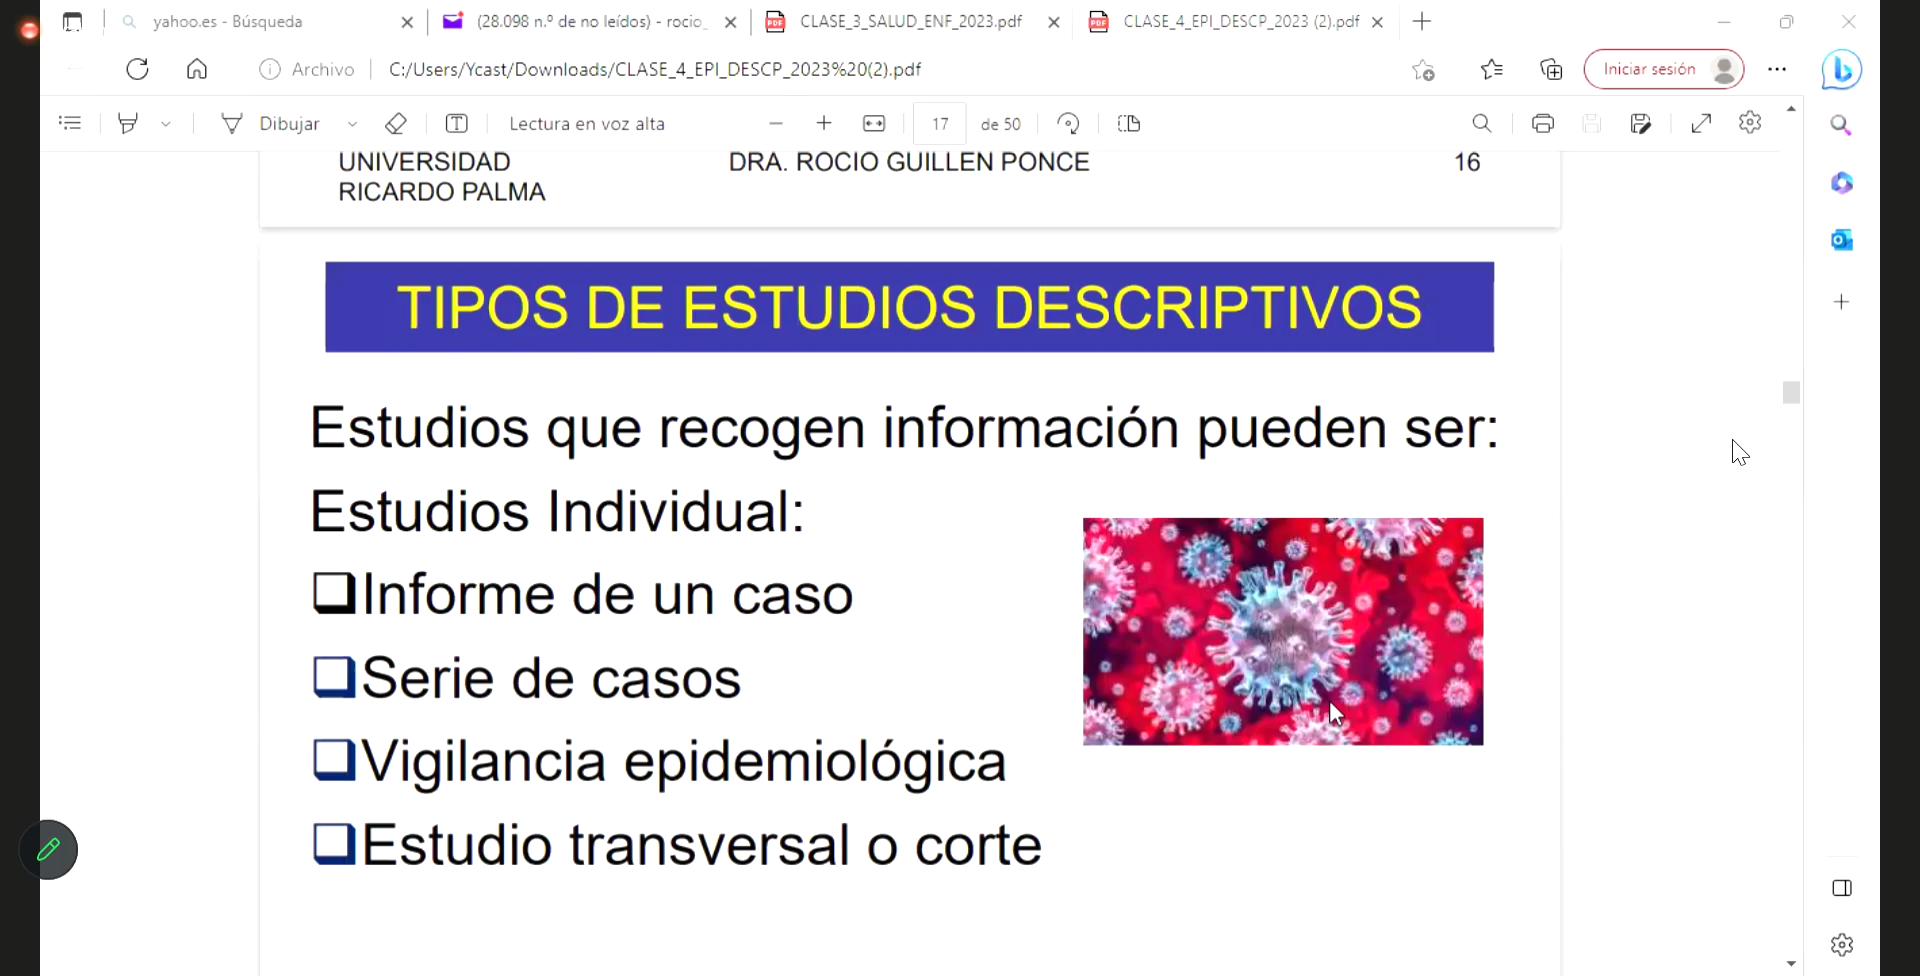 yahoo.es - Búsqueda
(28.098 n.º de no leídos) - rocio_
CLASE_3_SALUD_ENF_2023.pdf
CLASE_4_EPI_DESCP_2023 (2).pdf
Archivo
C:/Users/Ycast/Downloads/CLASE_4_EPI_DESCP_2023%20(2).pdf
Iniciar sesión
Dibujar
Lectura en voz alta
17
de 50
UNIVERSIDAD
RICARDO PALMA
DRA. ROCIO GUILLEN PONCE
16
TIPOS DE ESTUDIOS DESCRIPTIVOS
Estudios que recogen información pueden ser:
Estudios Individual:
Informe de un caso
Serie de casos
Vigilancia epidemiológica
Estudio transversal o corte